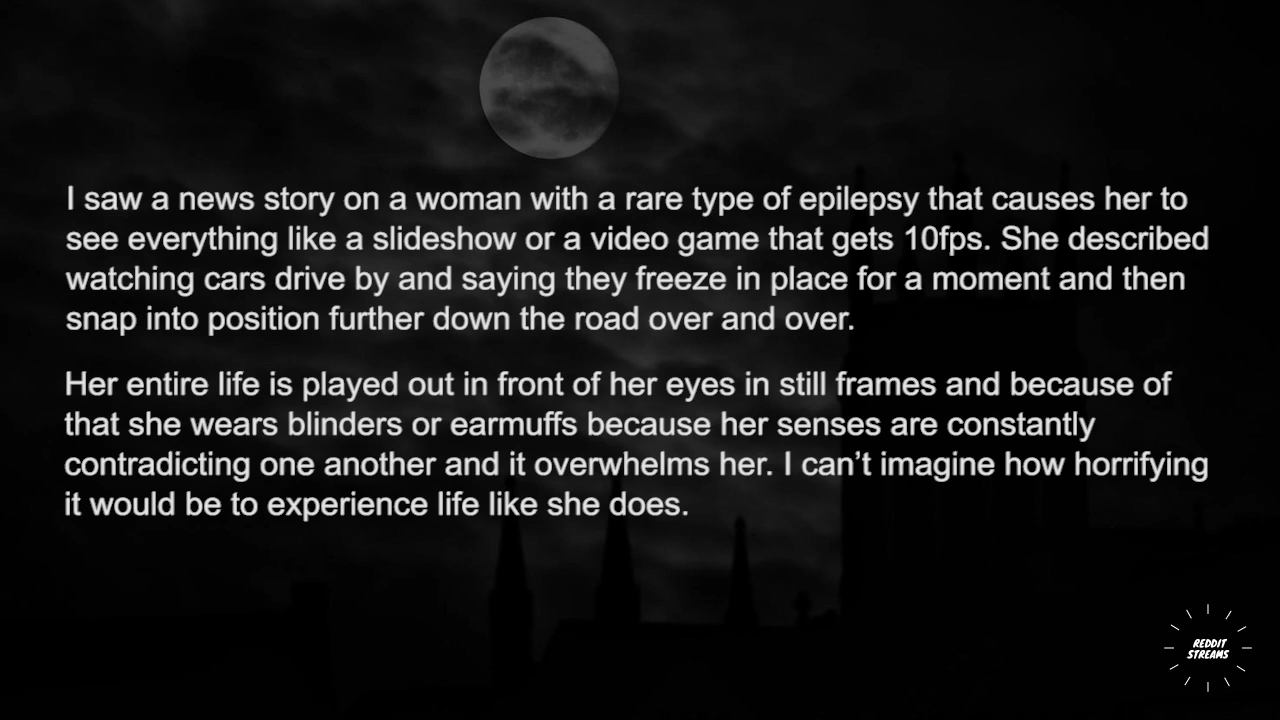 I saw a news story on a woman with a rare type of epilepsy that causes her to
see everything like a slideshow or a video game that gets 10fps. She described
watching cars drive by and saying they freeze in place for a moment and then
snap into position further down the road over and over.
Her entire life is played out in front of her eyes in still frames and because of
that she wears blinders or earmuffs because her senses are constantly
contradicting one another and it overwhelms her. I can’t imagine how horrifying
it would be to experience life like she does.
REDDIT
STREAMS